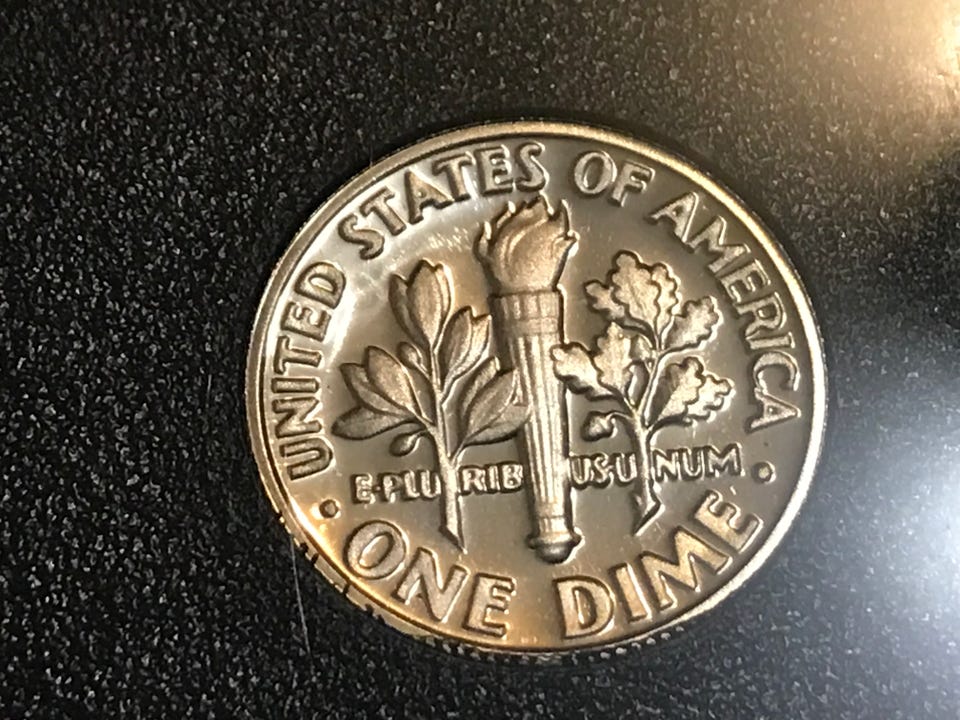 UNITED STATES OF AMERICA
E·PLURIBUS·UNUM
• ONE DIME •